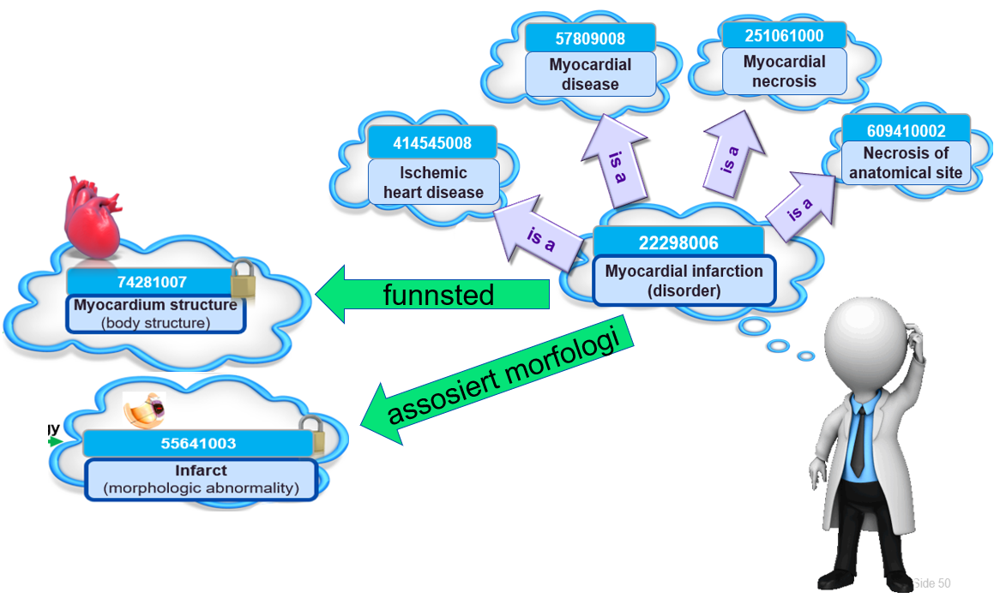 57809008
Myocardial
disease
251061000
Myocardial
necrosis
414545008
Ischemic
heart disease
609410002
Necrosis of
anatomical site
is a
is a
is a
is a
22298006
Myocardial infarction
(disorder)
74281007
Myocardium structure
(body structure)
funnsted
assosiert morfologi
gy
55641003
Infarct
(morphologic abnormality)
Side 50